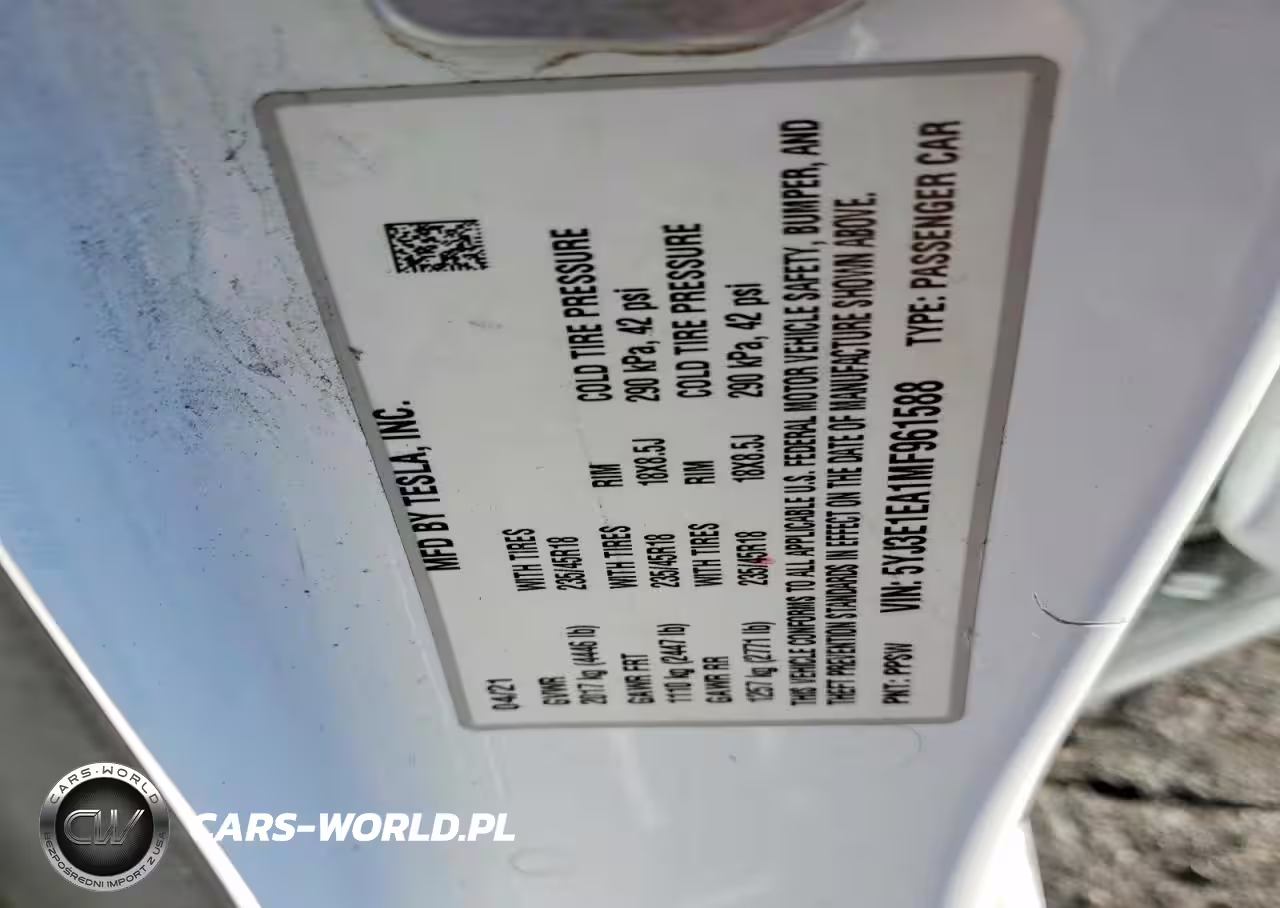 MFD BY TESLA, INC.
04/21
GVWR WITH TIRES COLD TIRE PRESSURE
2017 kg (4446 lb) 235/45R18 290 kPa, 42 psi
GAWR FRT WITH TIRES RIM COLD TIRE PRESSURE
1110 kg (2447 lb) 235/45R18 18X8.5J
GAWR RR WITH TIRES RIM
1257 kg (2771 lb) 235/45R18 18X8.5J 290 kPa, 42 psi
THIS VEHICLE CONFORMS TO ALL APPLICABLE U.S. FEDERAL MOTOR VEHICLE SAFETY, BUMPER, AND
THEFT PREVENTION STANDARDS IN EFFECT ON THE DATE OF MANUFACTURE SHOWN ABOVE.
PNT: PPSW VIN: 5YJ3E1EA1MF961588 TYPE: PASSENGER CAR
CARS-WORLD
CW
BEZPOŚREDNI IMPORT Z USA
CARS-WORLD.PL